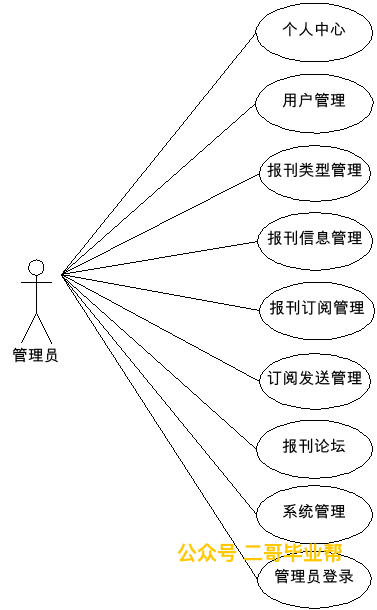 个人中心
用户管理
报刊类型管理
报刊信息管理
报刊订阅管理
管理员
订阅发送管理
报刊论坛
系统管理
公众号 二哥毕业帮
管理员登录